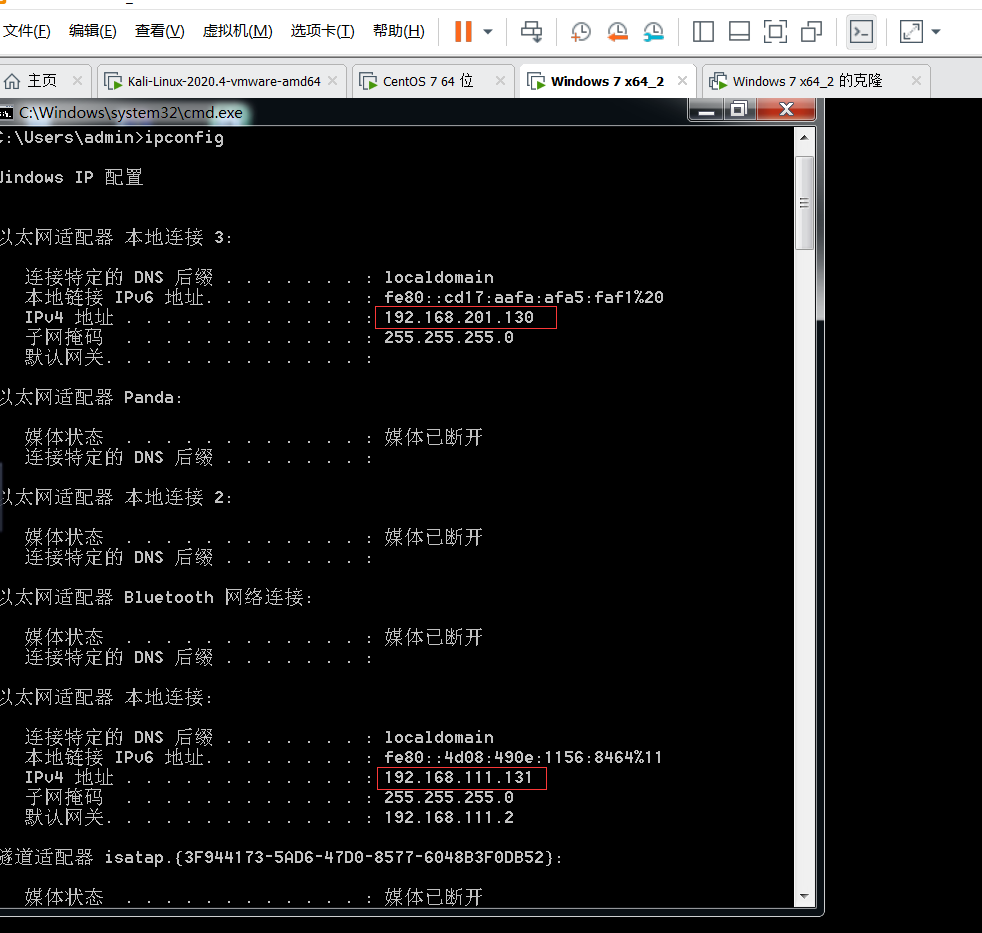 文件(F) 编辑(E) 查看(V) 虚拟机(M) 选项卡(T) 帮助(H)
主页 Kali-Linux-2020.4-vmware-amd64 CentOS 7 64 位 Windows 7 x64_2 Windows 7 x64_2 的克隆
C:\Windows\system32\cmd.exe
C:\Users\admin>ipconfig
Windows IP 配置
以太网适配器 本地连接 3:
连接特定的 DNS 后缀 . . . . . . . : localdomain
本地链接 IPv6 地址. . . . . . . . : fe80::cd17:aafa:afa5:faf1%20
IPv4 地址 . . . . . . . . . . . . : 192.168.201.130
子网掩码 . . . . . . . . . . . . : 255.255.255.0
默认网关. . . . . . . . . . . . . :
以太网适配器 Panda:
媒体状态 . . . . . . . . . . . . : 媒体已断开
连接特定的 DNS 后缀 . . . . . . . :
以太网适配器 本地连接 2:
媒体状态 . . . . . . . . . . . . : 媒体已断开
连接特定的 DNS 后缀 . . . . . . . :
以太网适配器 Bluetooth 网络连接:
媒体状态 . . . . . . . . . . . . : 媒体已断开
连接特定的 DNS 后缀 . . . . . . . :
以太网适配器 本地连接:
连接特定的 DNS 后缀 . . . . . . . : localdomain
本地链接 IPv6 地址. . . . . . . . : fe80::4d08:490e:1156:8464%11
IPv4 地址 . . . . . . . . . . . . : 192.168.111.131
子网掩码 . . . . . . . . . . . . : 255.255.255.0
默认网关. . . . . . . . . . . . . : 192.168.111.2
隧道适配器 isatap.{3F944173-5AD6-47D0-8577-6048B3F0DB52}:
媒体状态 . . . . . . . . . . . . : 媒体已断开